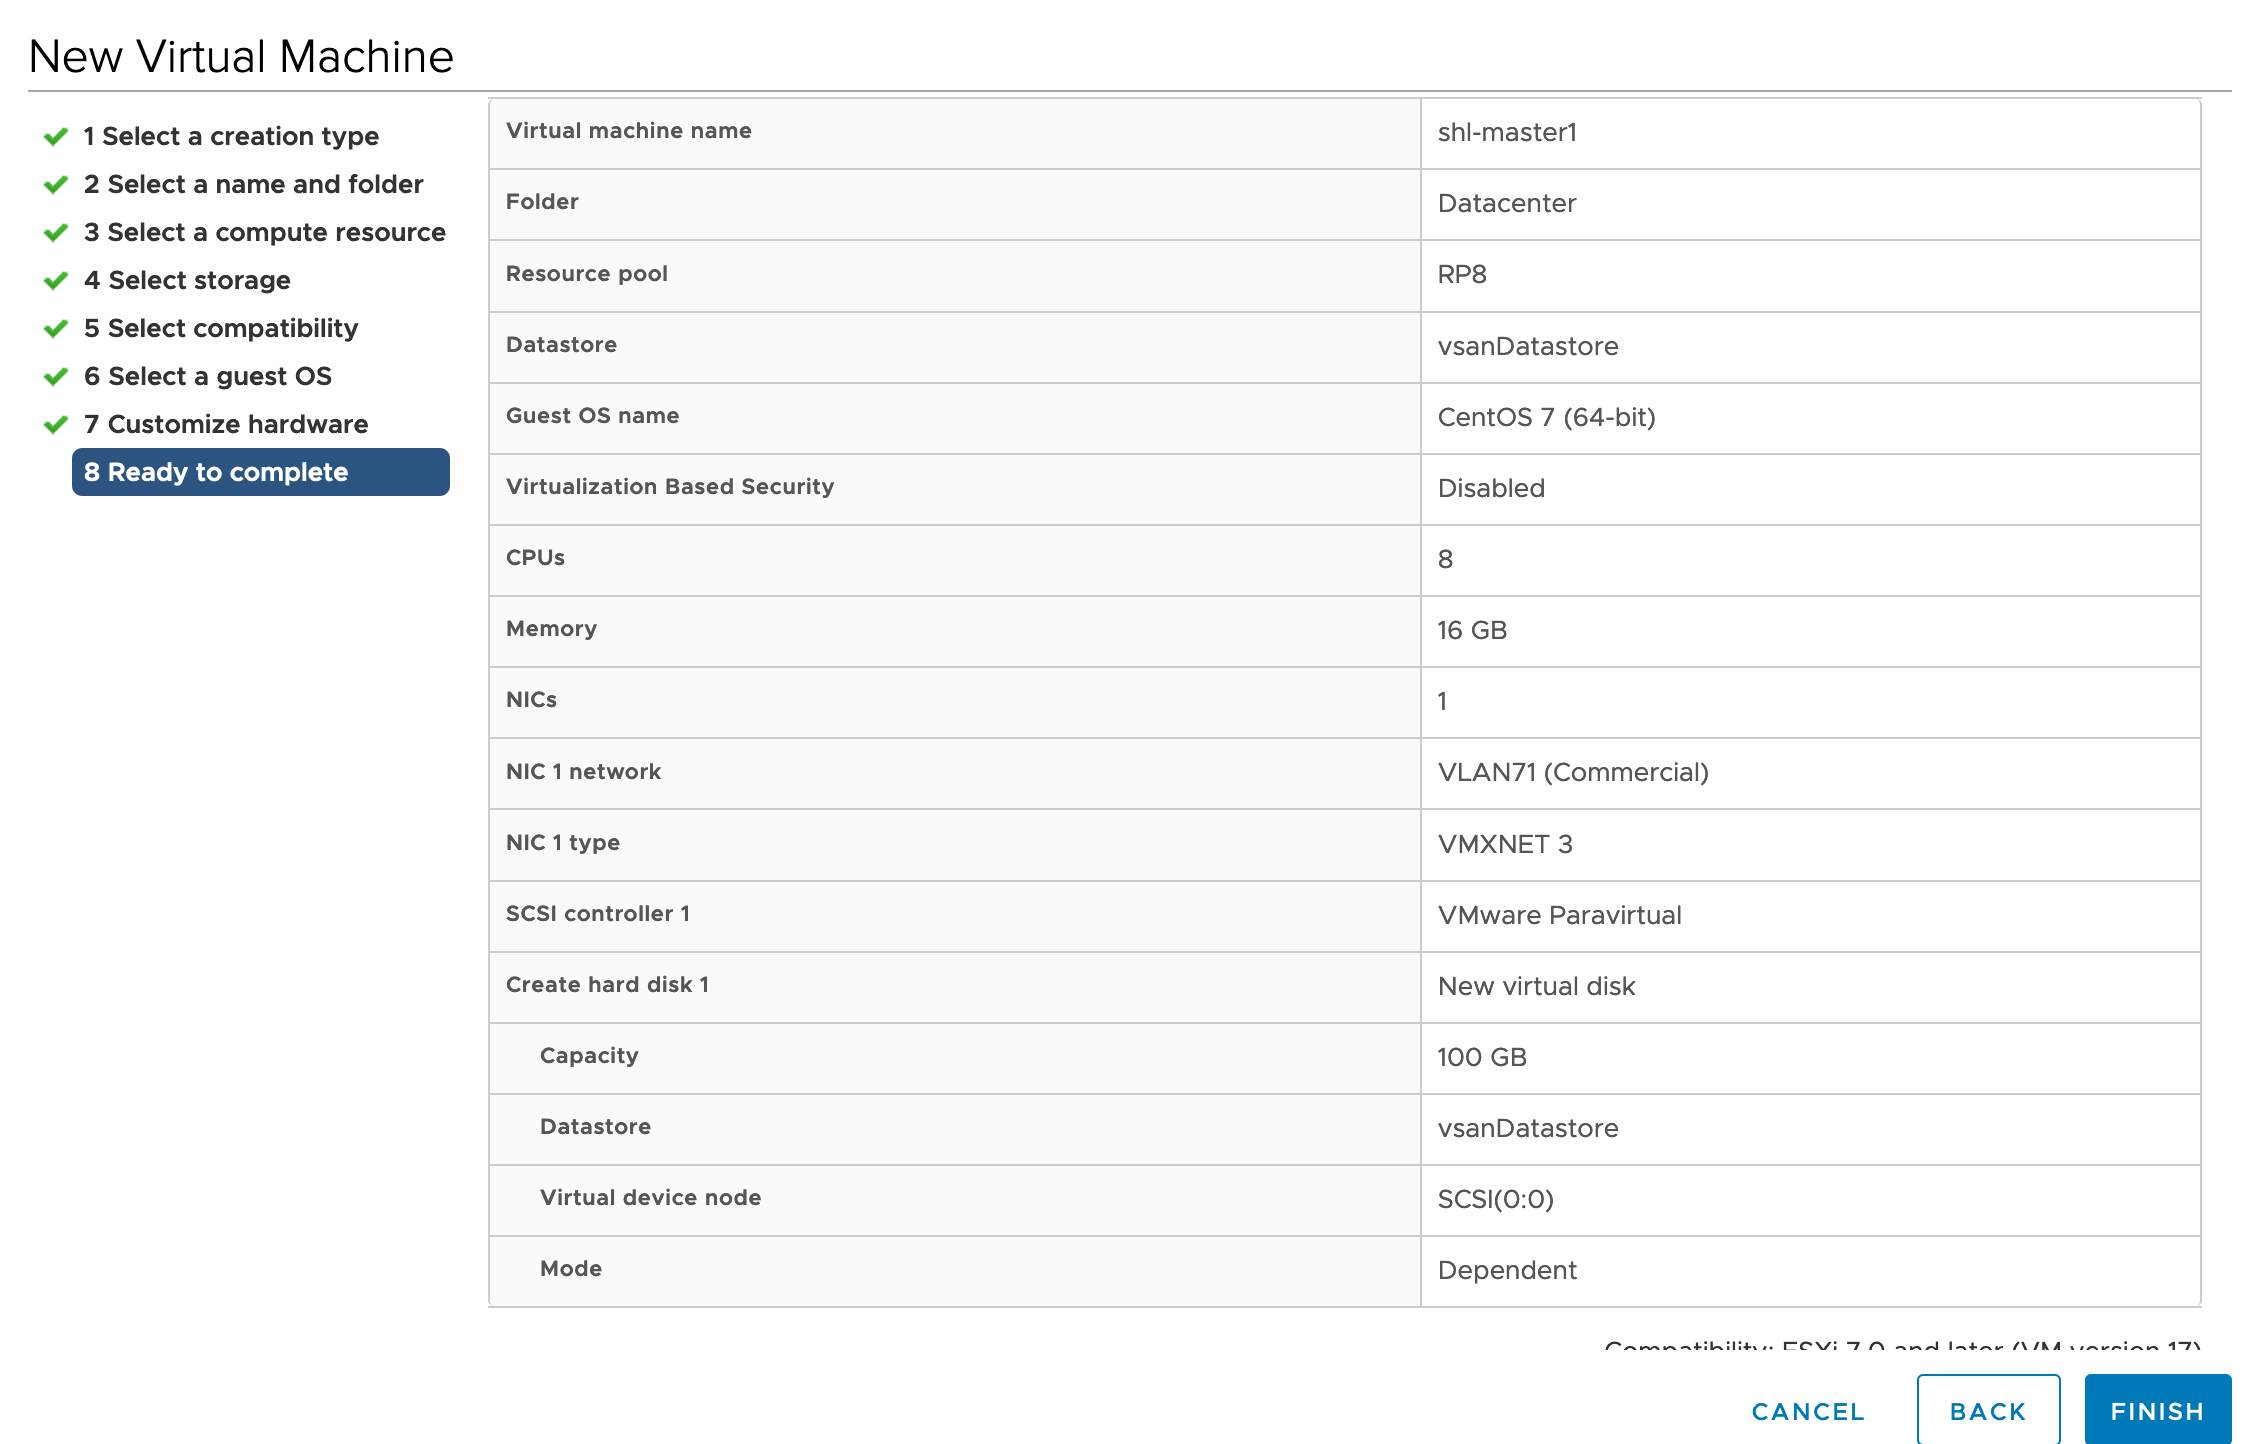 New Virtual Machine
1 Select a creation type
2 Select a name and folder
3 Select a compute resource
4 Select storage
5 Select compatibility
6 Select a guest OS
7 Customize hardware
8 Ready to complete
Virtual machine name shl-master1
Folder Datacenter
Resource pool RP8
Datastore vsanDatastore
Guest OS name CentOS 7 (64-bit)
Virtualization Based Security Disabled
CPUs 8
Memory 16 GB
NICs 1
NIC 1 network VLAN71 (Commercial)
NIC 1 type VMXNET 3
SCSI controller 1 VMware Paravirtual
Create hard disk 1 New virtual disk
Capacity 100 GB
Datastore vsanDatastore
Virtual device node SCSI(0:0)
Mode Dependent
Compatibility: ESXi 7.0 and later (VM version 17)
CANCEL BACK FINISH